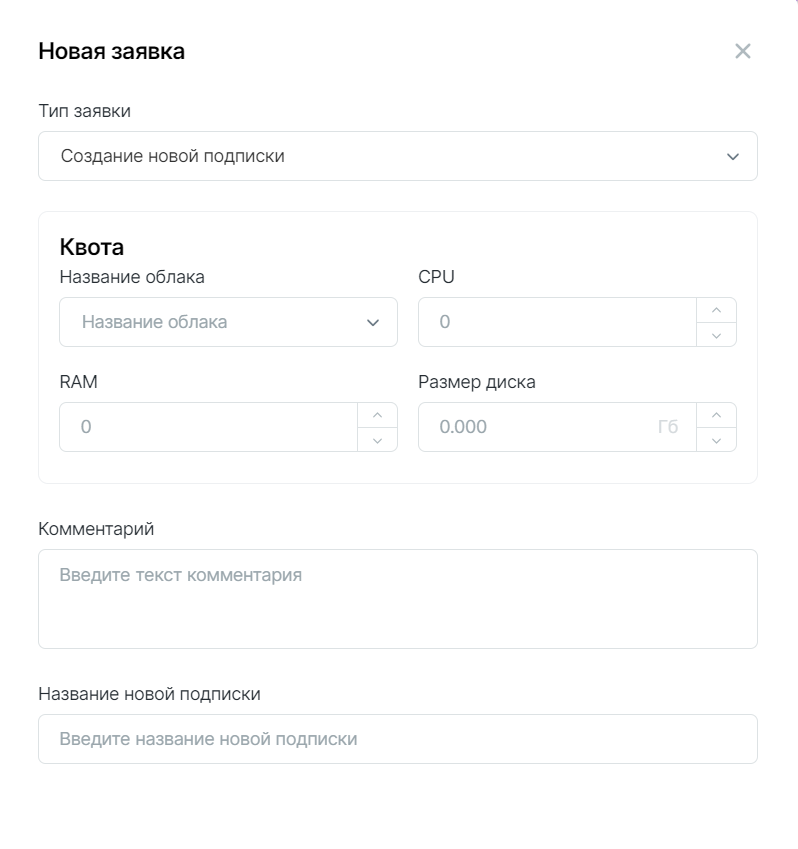 Новая заявка
Тип заявки
Создание новой подписки
Квота
Название облака
CPU
Название облака
0
RAM
Размер диска
0
0.000 Гб
Комментарий
Введите текст комментария
Название новой подписки
Введите название новой подписки